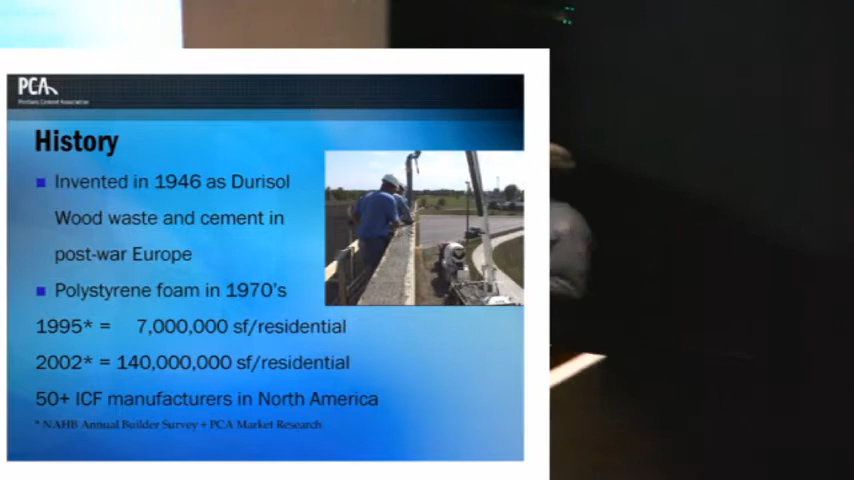 PCA
Portland Cement Association
History
Invented in 1946 as Durisol
Wood waste and cement in
post-war Europe
Polystyrene foam in 1970's
1995* = 7,000,000 sf/residential
2002* = 140,000,000 sf/residential
50+ ICF manufacturers in North America
* NAHB Annual Builder Survey + PCA Market Research